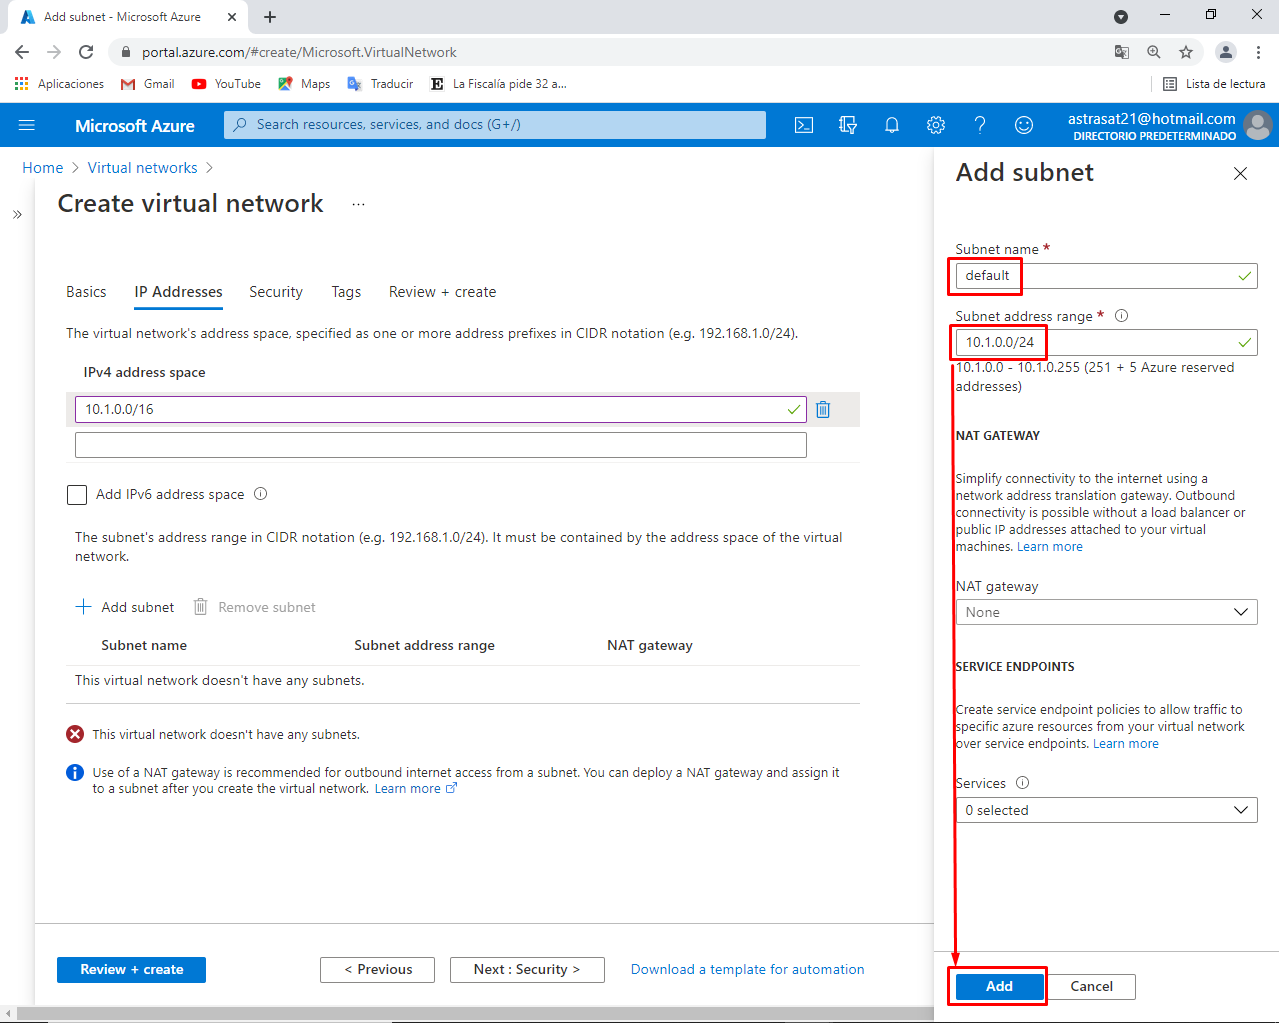 Add subnet - Microsoft Azure
portal.azure.com/#create/Microsoft.VirtualNetwork
Aplicaciones
Gmail
YouTube
Maps
Traducir
La Fiscalía pide 32 a...
Lista de lectura
Microsoft Azure
Search resources, services, and docs (G+/)
astrasat21@hotmail.com
DIRECTORIO PREDETERMINADO
Home > Virtual networks >
Create virtual network ...
Basics
IP Addresses
Security
Tags
Review + create
The virtual network's address space, specified as one or more address prefixes in CIDR notation (e.g. 192.168.1.0/24).
IPv4 address space
10.1.0.0/16
Add IPv6 address space
The subnet's address range in CIDR notation (e.g. 192.168.1.0/24). It must be contained by the address space of the virtual
network.
+ Add subnet
Remove subnet
Subnet name
Subnet address range
NAT gateway
This virtual network doesn't have any subnets.
This virtual network doesn't have any subnets.
Use of a NAT gateway is recommended for outbound internet access from a subnet. You can deploy a NAT gateway and assign it
to a subnet after you create the virtual network. Learn more
Review + create
< Previous
Next : Security >
Download a template for automation
Add subnet
Subnet name *
default
Subnet address range *
10.1.0.0/24
10.1.0.0 - 10.1.0.255 (251 + 5 Azure reserved
addresses)
NAT GATEWAY
Simplify connectivity to the internet using a
network address translation gateway. Outbound
connectivity is possible without a load balancer or
public IP addresses attached to your virtual
machines. Learn more
NAT gateway
None
SERVICE ENDPOINTS
Create service endpoint policies to allow traffic to
specific azure resources from your virtual network
over service endpoints. Learn more
Services
0 selected
Add
Cancel